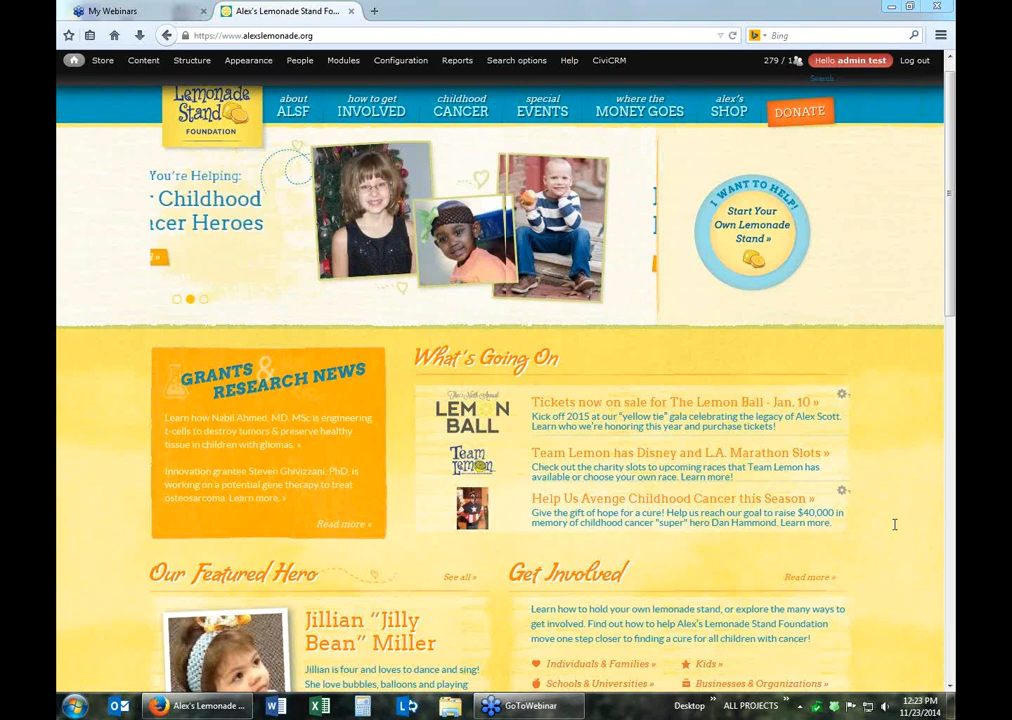 My Webinars
Alex's Lemonade Stand Fo...
https://www.alexslemonade.org
Bing
Store Content Structure Appearance People Modules Configuration Reports Search options Help CiviCRM
Hello admin test Log out
Search
Lemonade
Stand
FOUNDATION
about
ALSF
how to get
INVOLVED
childhood
CANCER
special
EVENTS
where the
MONEY GOES
alex's
SHOP
DONATE
You're Helping:
Childhood
cer Heroes
I WANT TO HELP!
Start Your
Own Lemonade
Stand »
GRANTS &
RESEARCH NEWS
Learn how Nabil Ahmed, MD, MSc is engineering
t-cells to destroy tumors & preserve healthy
tissue in children with gliomas. »
Innovation grantee Steven Ghivizzani, PhD. is
working on a potential gene therapy to treat
osteosarcoma. Learn more. »
Read more »
What's Going On
The Ninth Annual
LEMON
BALL
Tickets now on sale for The Lemon Ball - Jan. 10 »
Kick off 2015 at our "yellow tie" gala celebrating the legacy of Alex Scott.
Learn who we're honoring this year and purchase tickets!
Team
Lemon
Team Lemon has Disney and L.A. Marathon Slots »
Check out the charity slots to upcoming races that Team Lemon has
available or choose your own race. Learn more!
Help Us Avenge Childhood Cancer this Season »
Give the gift of hope for a cure! Help us reach our goal to raise $40,000 in
memory of childhood cancer "super" hero Dan Hammond. Learn more.
Our Featured Hero
See all »
Jillian "Jilly
Bean" Miller
Jillian is four and loves to dance and sing!
She love bubbles, balloons and playing
Get Involved
Read more »
Learn how to hold your own lemonade stand, or explore the many ways to
get involved. Find out how to help Alex's Lemonade Stand Foundation
move one step closer to finding a cure for all children with cancer!
Individuals & Families »
Kids »
Schools & Universities »
Businesses & Organizations »
Alex's Lemonade ...
GoToWebinar
Desktop
ALL PROJECTS
12:23 PM
11/23/2014